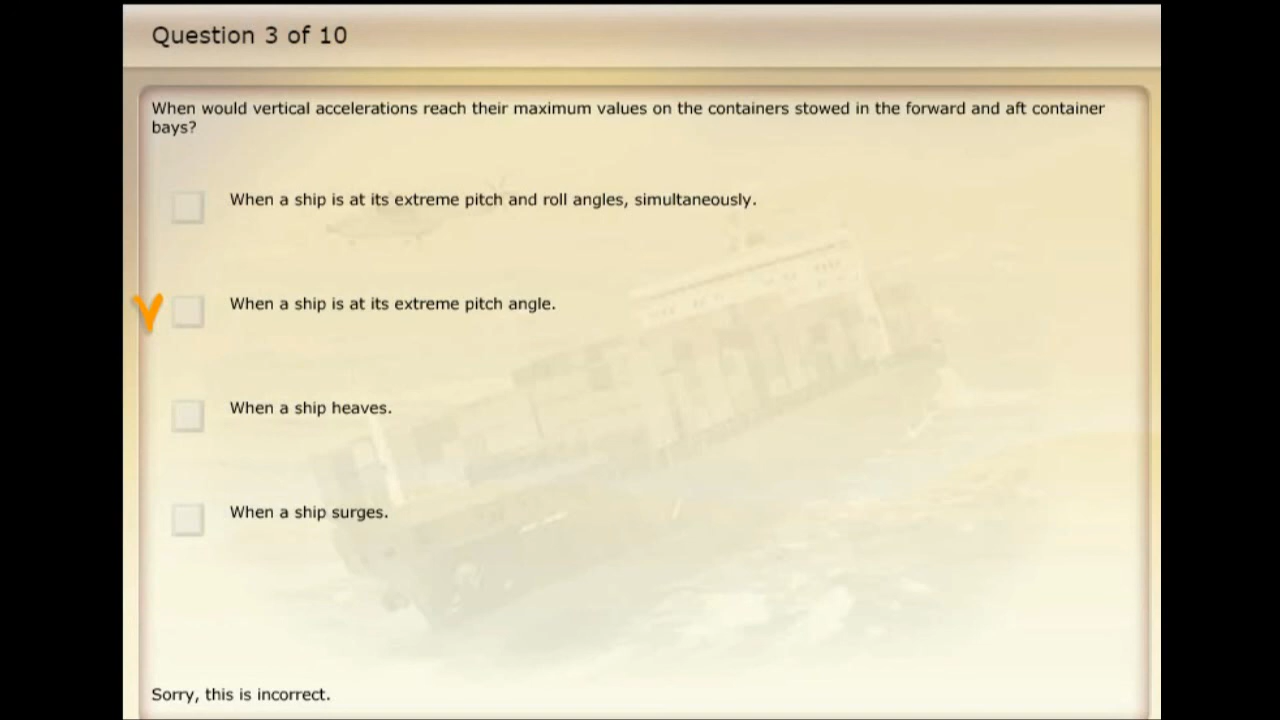 Question 3 of 10
When would vertical accelerations reach their maximum values on the containers stowed in the forward and aft container
bays?
When a ship is at its extreme pitch and roll angles, simultaneously.
When a ship is at its extreme pitch angle.
When a ship heaves.
When a ship surges.
Sorry, this is incorrect.